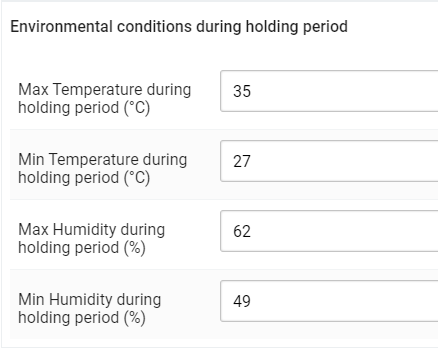 Environmental conditions during holding period
Max Temperature during
holding period (°C)
35
Min Temperature during
holding period (°C)
27
Max Humidity during
holding period (%)
62
Min Humidity during
holding period (%)
49